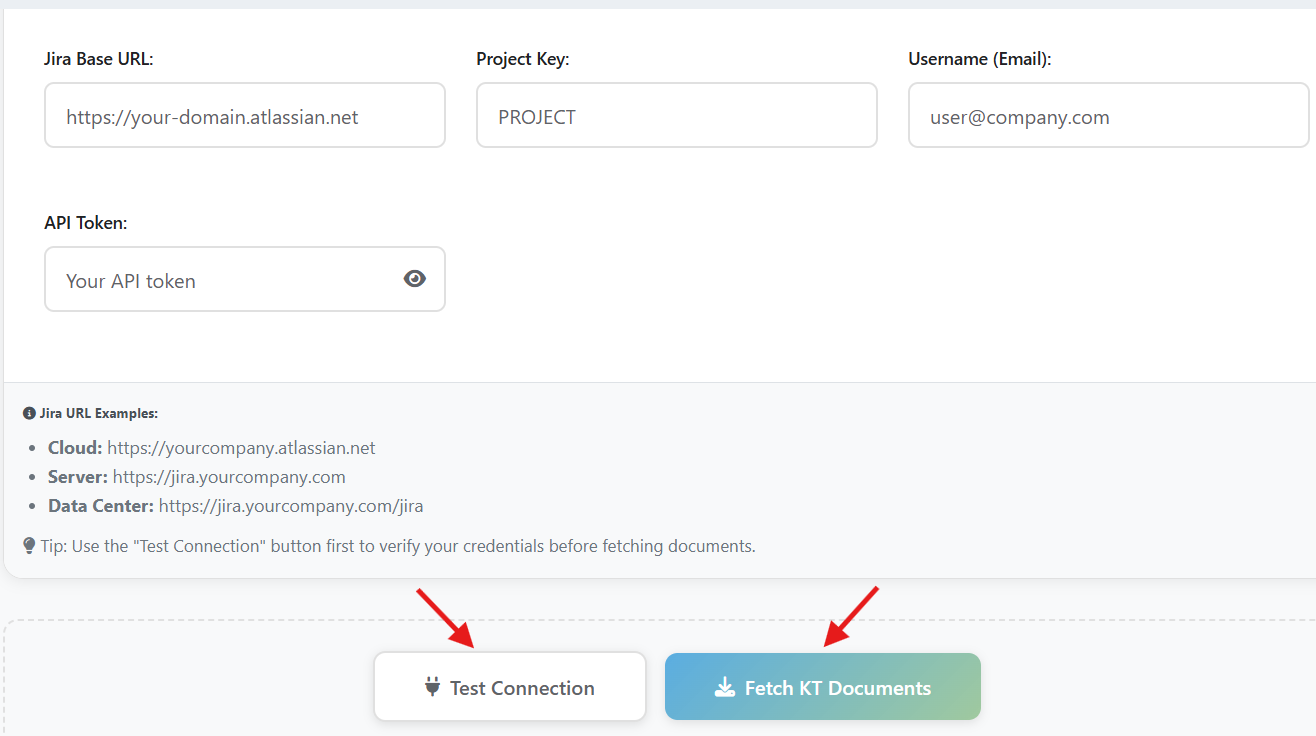 Jira Base URL:
Project Key:
Username (Email):
https://your-domain.atlassian.net
PROJECT
user@company.com
API Token:
Your API token
Jira URL Examples:
• Cloud: https://yourcompany.atlassian.net
• Server: https://jira.yourcompany.com
• Data Center: https://jira.yourcompany.com/jira
Tip: Use the "Test Connection" button first to verify your credentials before fetching documents.
Test Connection
Fetch KT Documents